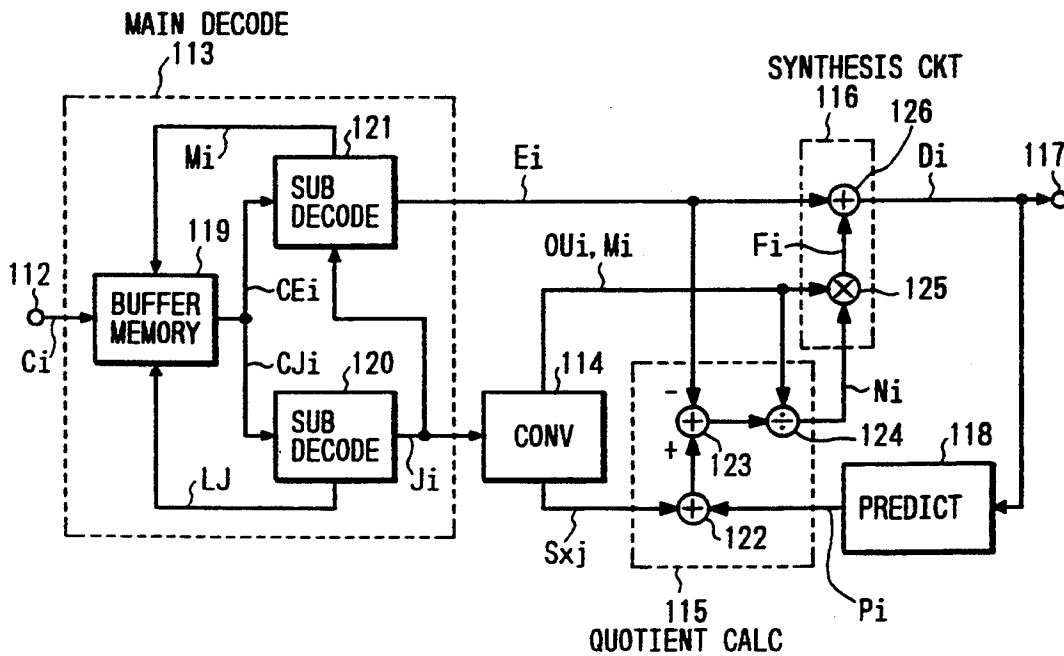 MAIN DECODE
113
SYNTHESIS CKT
116
126
117
121
Mi
SUB
DECODE
Ei
Di
119
OUi, Mi
Fi
112
BUFFER
MEMORY
CEi
125
Ci
CJi
120
114
Ni
SUB
DECODE
CONV
-
+
123
124
118
LJ
Ji
PREDICT
Sxj
122
115
Pi
QUOTIENT CALC